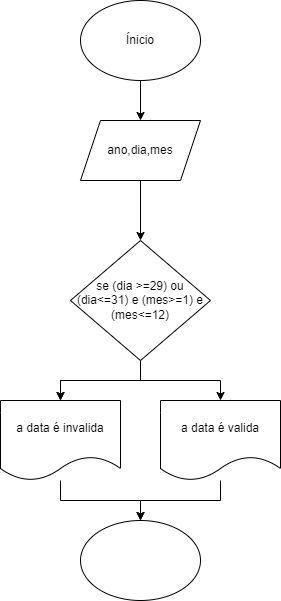 Ínicio
ano,dia,mes
se (dia >=29) ou
(dia<=31) e (mes>=1) e
(mes<=12)
a data é invalida
a data é valida